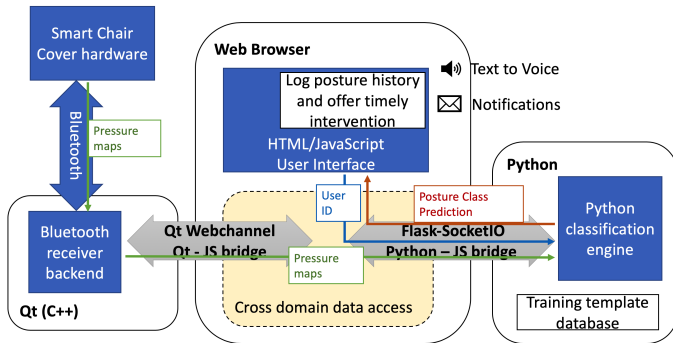 Smart Chair
Cover hardware
Bluetooth
Pressure
maps
Bluetooth
receiver
backend
Qt (C++)
Web Browser
Log posture history
and offer timely
intervention
HTML/JavaScript
User Interface
Text to Voice
Notifications
User
ID
Posture Class
Prediction
Qt Webchannel
Qt - JS bridge
Pressure
maps
Flask-SocketIO
Python – JS bridge
Cross domain data access
Python
Python
classification
engine
Training template
database